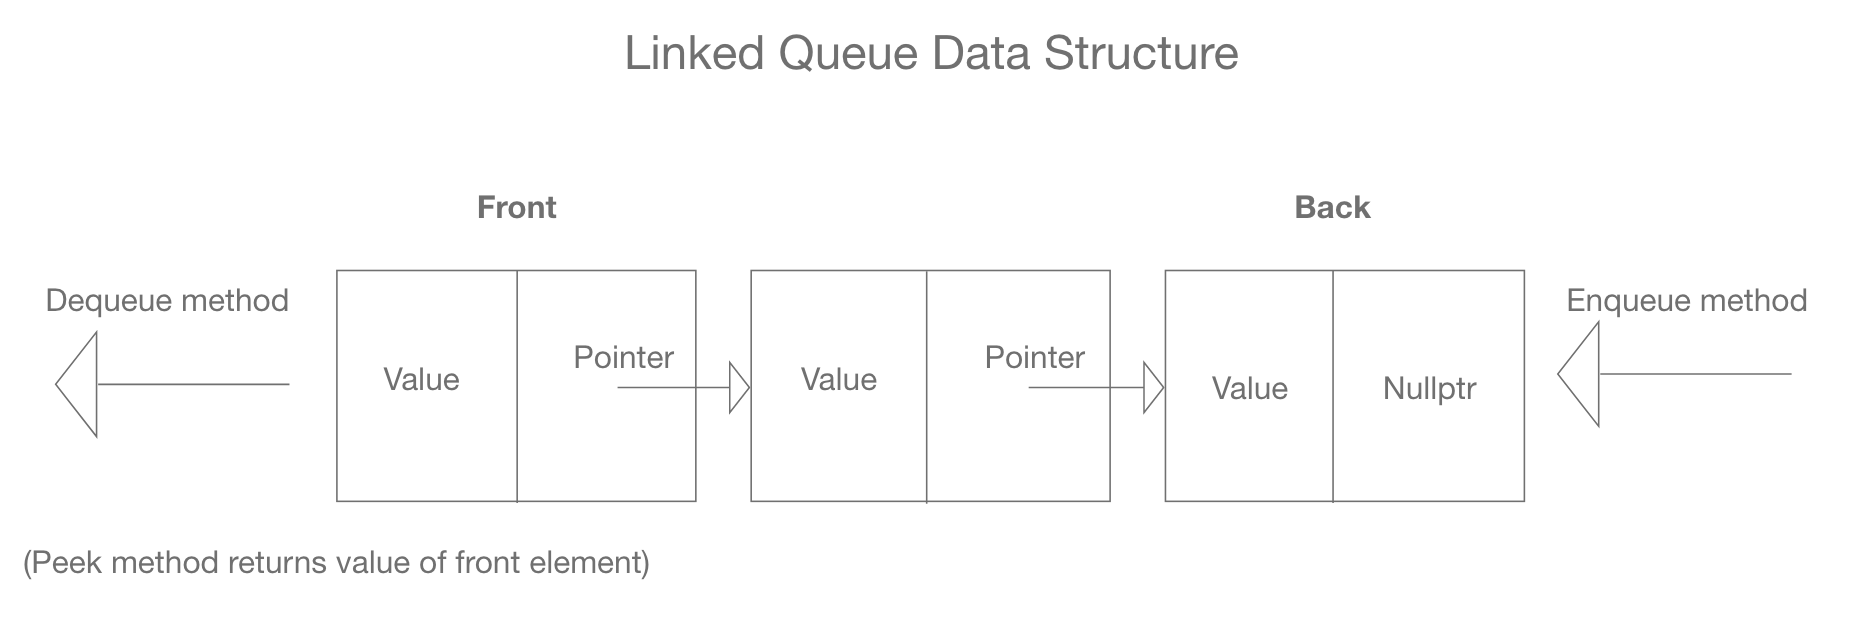 Linked Queue Data Structure
Front
Back
Dequeue method
Enqueue method
Value
Pointer
Value
Pointer
Value
Nullptr
(Peek method returns value of front element)